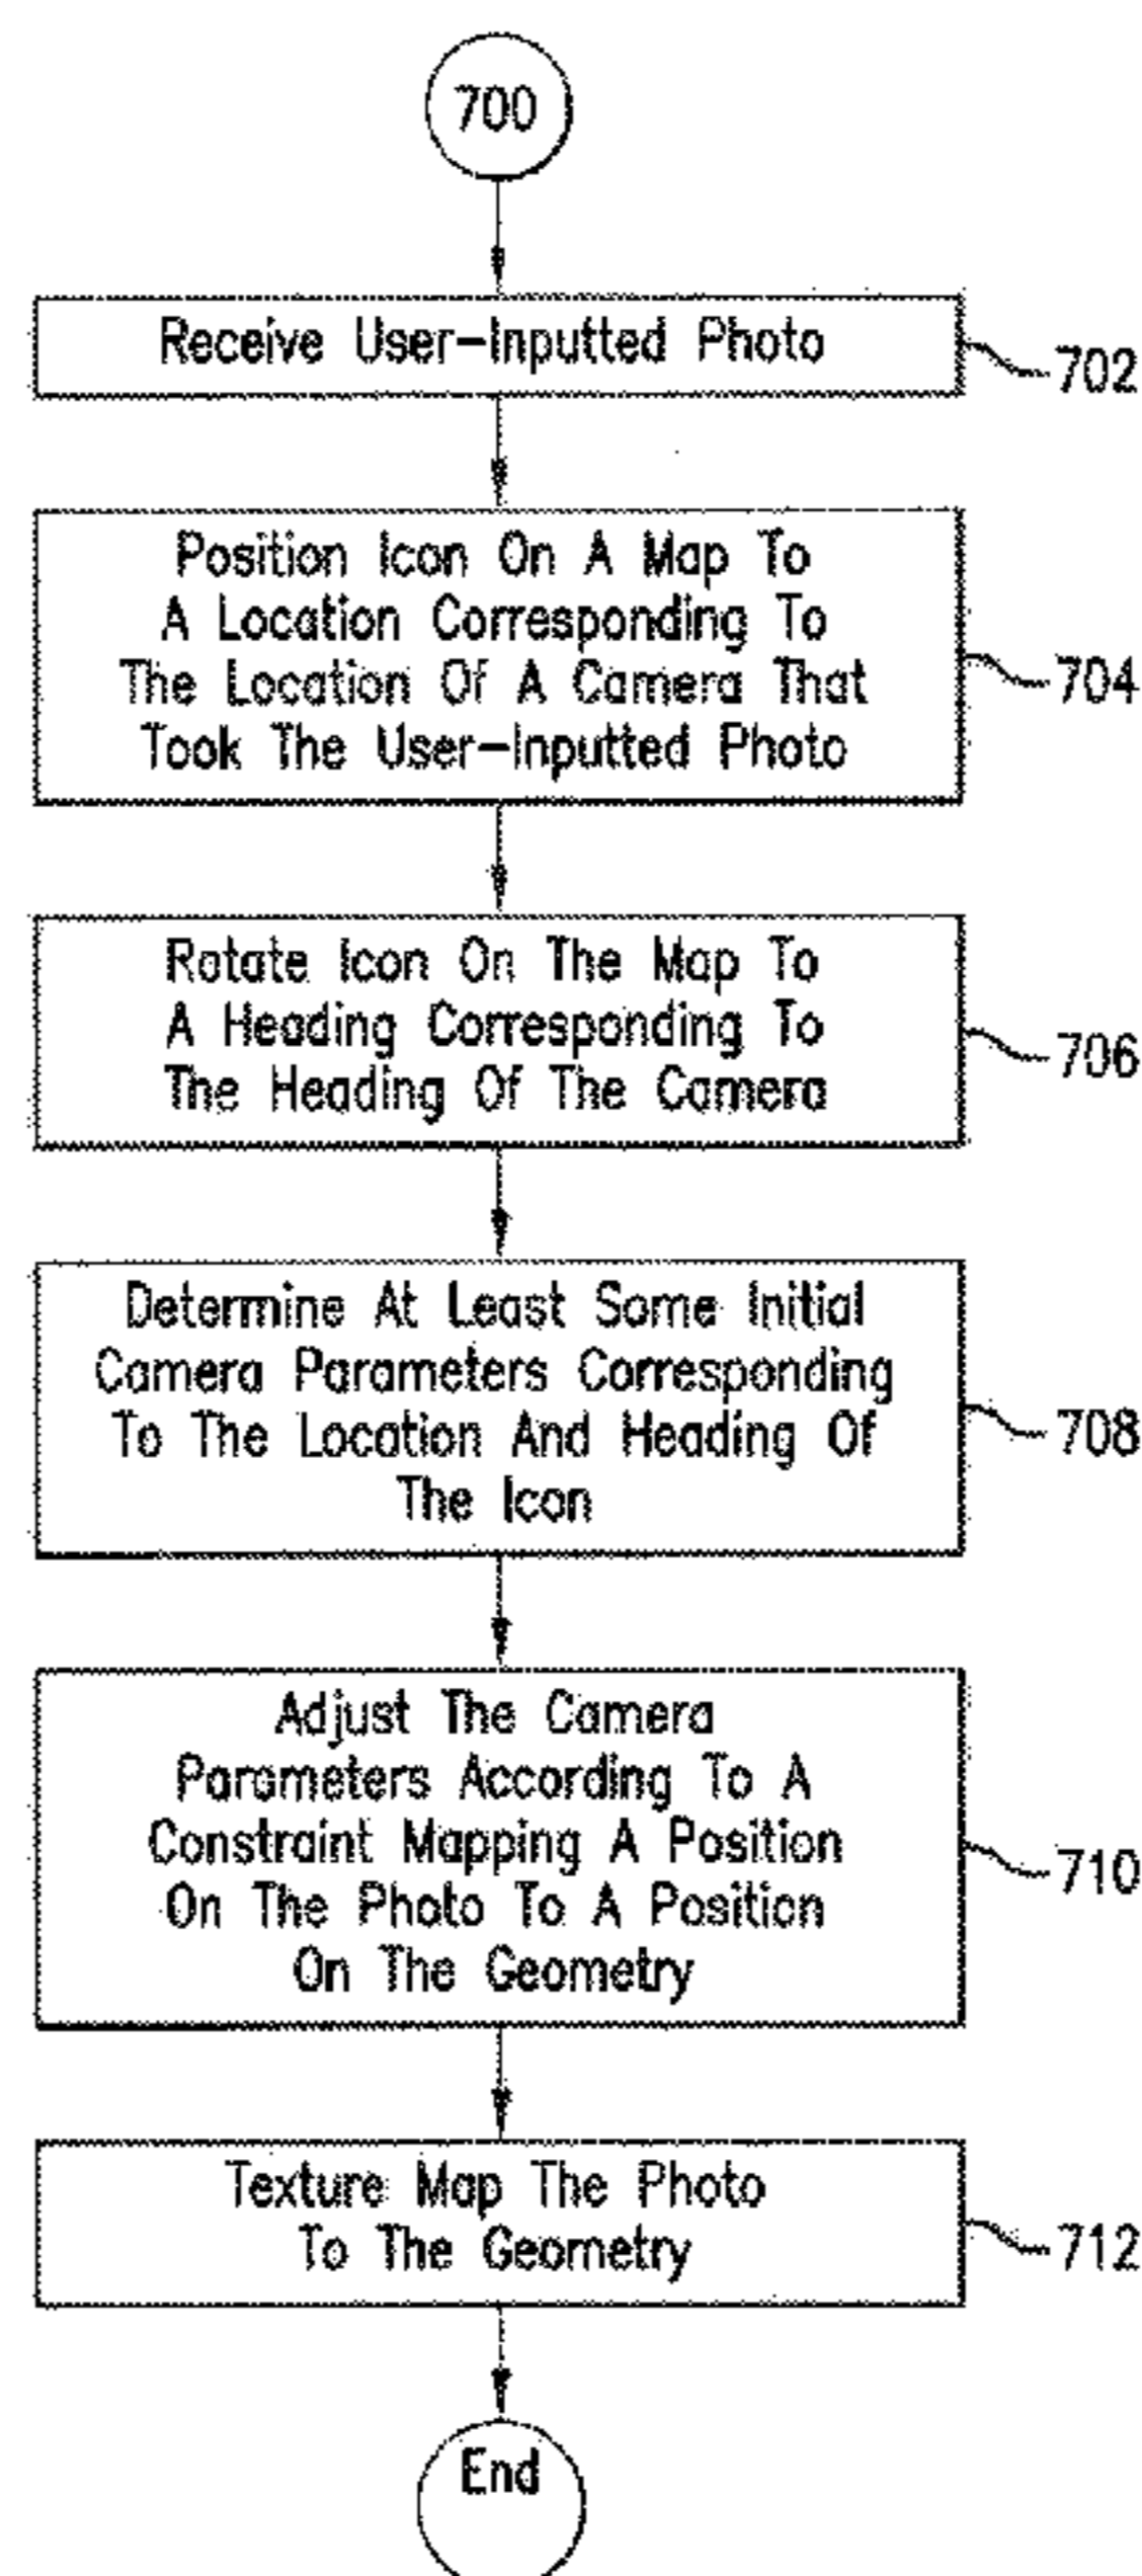 700
Receive User-Inputted Photo
702
Position Icon On A Map To
A Location Corresponding To
The Location Of A Camera That
Took The User-Inputted Photo
704
Rotate Icon On The Map To
A Heading Corresponding To
The Heading Of The Camera
706
Determine At Least Some Initial
Camera Parameters Corresponding
To The Location And Heading Of
The Icon
708
Adjust The Camera
Parameters According To A
Constraint Mapping A Position
On The Photo To A Position
On The Geometry
710
Texture Map The Photo
To The Geometry
712
End